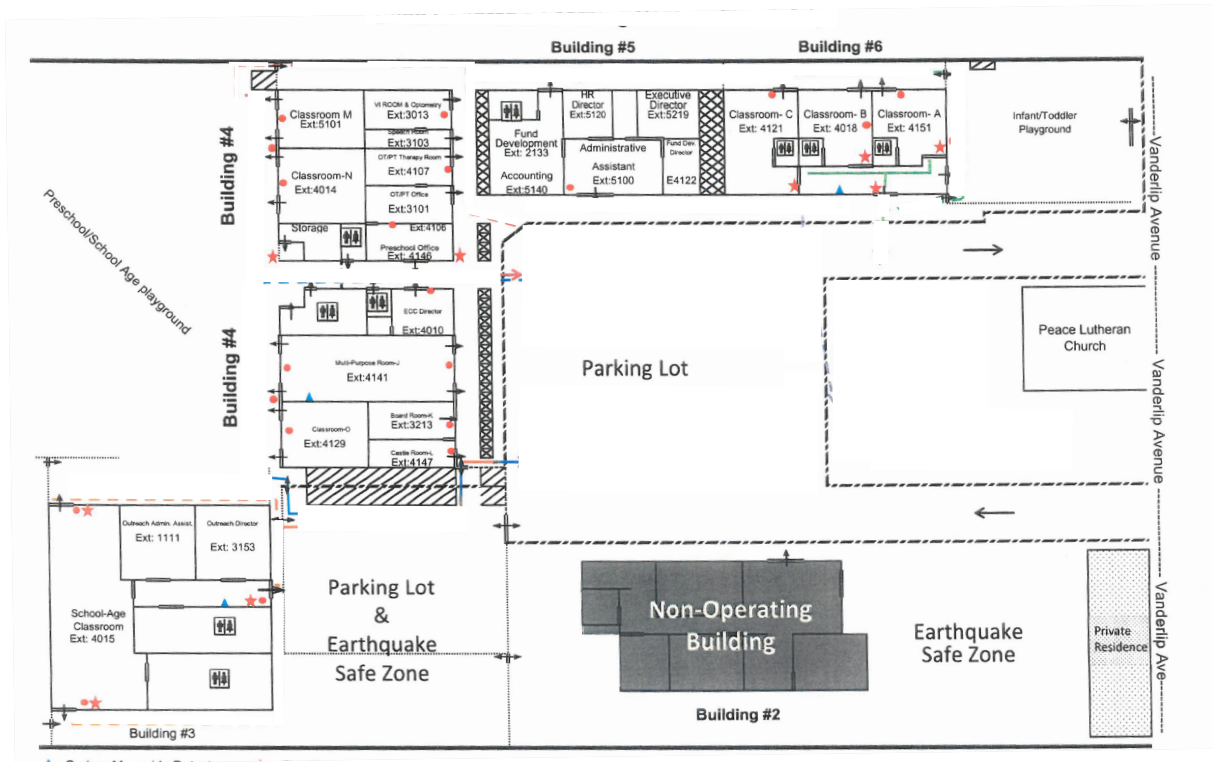 Building #5
Building #6
Building #4
Classroom M
Ext:5101
VI ROOM & Optometry
Ext:3013
Speech Room
Ext:3103
Classroom-N
Ext:4014
OT/PT Therapy Room
Ext:4107
OT/PT Office
Ext:3101
Storage
Ext:4106
Preschool Office
Ext: 4146
Fund
Development
Ext: 2133
Accounting
Ext:5140
HR
Director
Ext:5120
Executive
Director
Ext:5219
Administrative
Assistant
Ext:5100
Fund Dev.
Director
E4122
Classroom- C
Ext: 4121
Classroom- B
Ext: 4018
Classroom- A
Ext: 4151
Infant/Toddler
Playground
Vanderlip Avenue
Preschool/School Age playground
Building #4
ECC Director
Ext:4010
Multi-Purpose Room-J
Ext:4141
Classroom-O
Ext:4129
Board Room-K
Ext:3213
Castle Room-L
Ext:4147
Parking Lot
Peace Lutheran
Church
Vanderlip Avenue
Outreach Admin. Assist.
Ext: 1111
Outreach Director
Ext: 3153
School-Age
Classroom
Ext: 4015
Building #3
Parking Lot
&
Earthquake
Safe Zone
Non-Operating
Building
Building #2
Earthquake
Safe Zone
Private
Residence
Vanderlip Ave